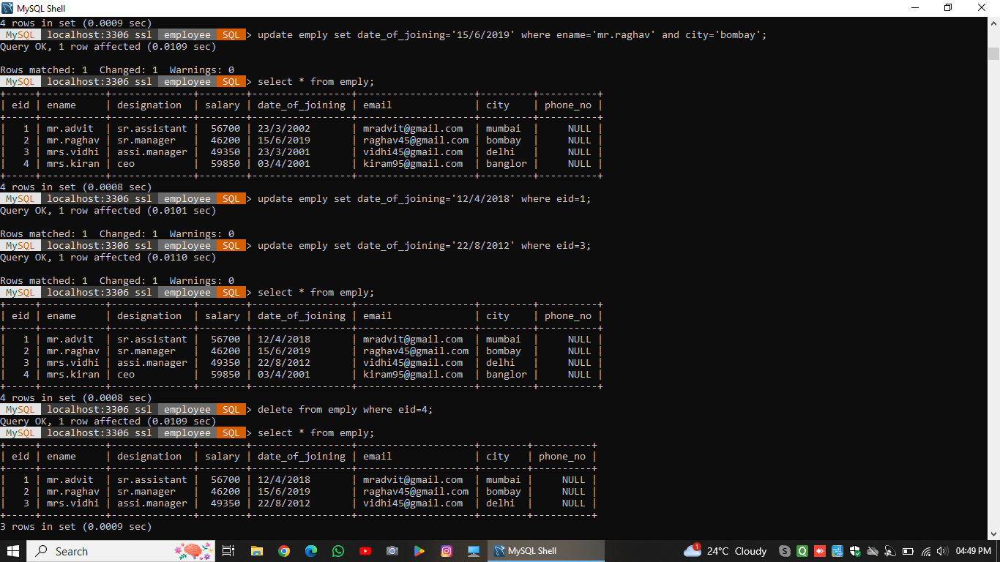 MySQL Shell
4 rows in set (0.0009 sec)
MySQL localhost:3306 ssl employee SQL > update emply set date_of_joining='15/6/2019' where ename='mr.raghav' and city='bombay';
Query OK, 1 row affected (0.0109 sec)
Rows matched: 1  Changed: 1  Warnings: 0
MySQL localhost:3306 ssl employee SQL > select * from emply;
+-----+-----------+--------------+--------+-----------------+--------------------+---------+----------+
| eid | ename     | designation  | salary | date_of_joining | email              | city    | phone_no |
+-----+-----------+--------------+--------+-----------------+--------------------+---------+----------+
|   1 | mr.advit  | sr.assistant |  56700 | 23/3/2002       | mradvit@gmail.com  | mumbai  |     NULL |
|   2 | mr.raghav | sr.manager   |  46200 | 15/6/2019       | raghav45@gmail.com | bombay  |     NULL |
|   3 | mrs.vidhi | assi.manager |  49350 | 23/3/2001       | vidhi45@gmail.com  | delhi   |     NULL |
|   4 | mrs.kiran | ceo          |  59850 | 03/4/2001       | kiram95@gmail.com  | banglor |     NULL |
+-----+-----------+--------------+--------+-----------------+--------------------+---------+----------+
4 rows in set (0.0008 sec)
MySQL localhost:3306 ssl employee SQL > update emply set date_of_joining='12/4/2018' where eid=1;
Query OK, 1 row affected (0.0101 sec)
Rows matched: 1  Changed: 1  Warnings: 0
MySQL localhost:3306 ssl employee SQL > update emply set date_of_joining='22/8/2012' where eid=3;
Query OK, 1 row affected (0.0110 sec)
Rows matched: 1  Changed: 1  Warnings: 0
MySQL localhost:3306 ssl employee SQL > select * from emply;
+-----+-----------+--------------+--------+-----------------+--------------------+---------+----------+
| eid | ename     | designation  | salary | date_of_joining | email              | city    | phone_no |
+-----+-----------+--------------+--------+-----------------+--------------------+---------+----------+
|   1 | mr.advit  | sr.assistant |  56700 | 12/4/2018       | mradvit@gmail.com  | mumbai  |     NULL |
|   2 | mr.raghav | sr.manager   |  46200 | 15/6/2019       | raghav45@gmail.com | bombay  |     NULL |
|   3 | mrs.vidhi | assi.manager |  49350 | 22/8/2012       | vidhi45@gmail.com  | delhi   |     NULL |
|   4 | mrs.kiran | ceo          |  59850 | 03/4/2001       | kiram95@gmail.com  | banglor |     NULL |
+-----+-----------+--------------+--------+-----------------+--------------------+---------+----------+
4 rows in set (0.0008 sec)
MySQL localhost:3306 ssl employee SQL > delete from emply where eid=4;
Query OK, 1 row affected (0.0109 sec)
MySQL localhost:3306 ssl employee SQL > select * from emply;
+-----+-----------+--------------+--------+-----------------+--------------------+--------+----------+
| eid | ename     | designation  | salary | date_of_joining | email              | city   | phone_no |
+-----+-----------+--------------+--------+-----------------+--------------------+--------+----------+
|   1 | mr.advit  | sr.assistant |  56700 | 12/4/2018       | mradvit@gmail.com  | mumbai |     NULL |
|   2 | mr.raghav | sr.manager   |  46200 | 15/6/2019       | raghav45@gmail.com | bombay |     NULL |
|   3 | mrs.vidhi | assi.manager |  49350 | 22/8/2012       | vidhi45@gmail.com  | delhi  |     NULL |
+-----+-----------+--------------+--------+-----------------+--------------------+--------+----------+
3 rows in set (0.0009 sec)
Search MySQL Shell 1 24°C Cloudy 04:49 PM